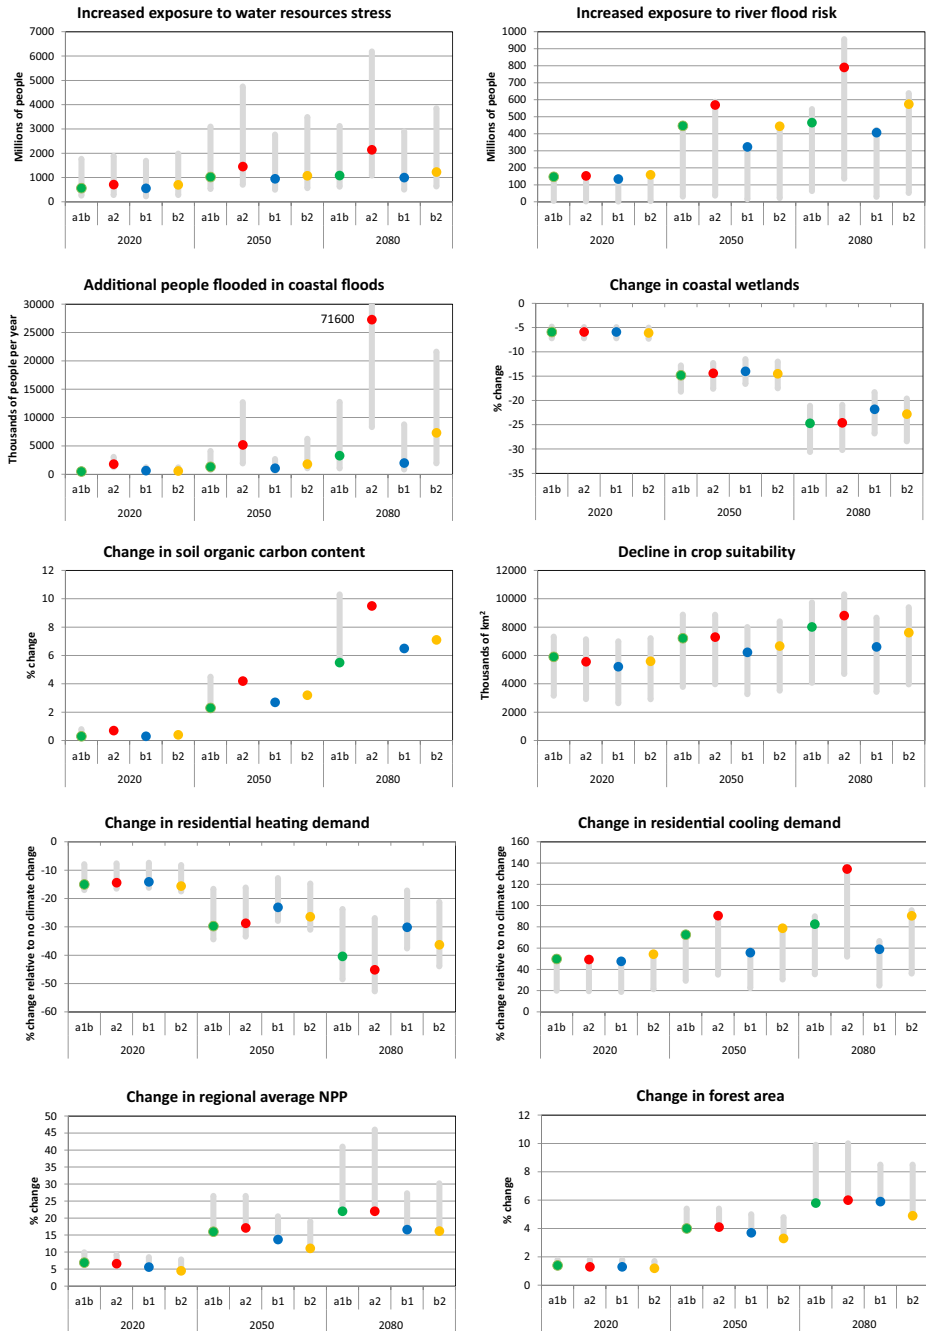 Increased exposure to water resources stress
Millions of people
7000
6000
5000
4000
3000
2000
1000
0
a1b a2 b1 b2 a1b a2 b1 b2 a1b a2 b1 b2
2020 2050 2080
Increased exposure to river flood risk
Millions of people
1000
900
800
700
600
500
400
300
200
100
0
a1b a2 b1 b2 a1b a2 b1 b2 a1b a2 b1 b2
2020 2050 2080
Additional people flooded in coastal floods
Thousands of people per year
30000
25000
20000
15000
10000
5000
0
71600
a1b a2 b1 b2 a1b a2 b1 b2 a1b a2 b1 b2
2020 2050 2080
Change in coastal wetlands
% change
0
-5
-10
-15
-20
-25
-30
-35
a1b a2 b1 b2 a1b a2 b1 b2 a1b a2 b1 b2
2020 2050 2080
Change in soil organic carbon content
% change
12
10
8
6
4
2
0
a1b a2 b1 b2 a1b a2 b1 b2 a1b a2 b1 b2
2020 2050 2080
Decline in crop suitability
Thousands of km²
12000
10000
8000
6000
4000
2000
0
a1b a2 b1 b2 a1b a2 b1 b2 a1b a2 b1 b2
2020 2050 2080
Change in residential heating demand
% change relative to no climate change
0
-10
-20
-30
-40
-50
-60
a1b a2 b1 b2 a1b a2 b1 b2 a1b a2 b1 b2
2020 2050 2080
Change in residential cooling demand
% change relative to no climate change
160
140
120
100
80
60
40
20
0
a1b a2 b1 b2 a1b a2 b1 b2 a1b a2 b1 b2
2020 2050 2080
Change in regional average NPP
% change
50
45
40
35
30
25
20
15
10
5
0
a1b a2 b1 b2 a1b a2 b1 b2 a1b a2 b1 b2
2020 2050 2080
Change in forest area
% change
12
10
8
6
4
2
0
a1b a2 b1 b2 a1b a2 b1 b2 a1b a2 b1 b2
2020 2050 2080